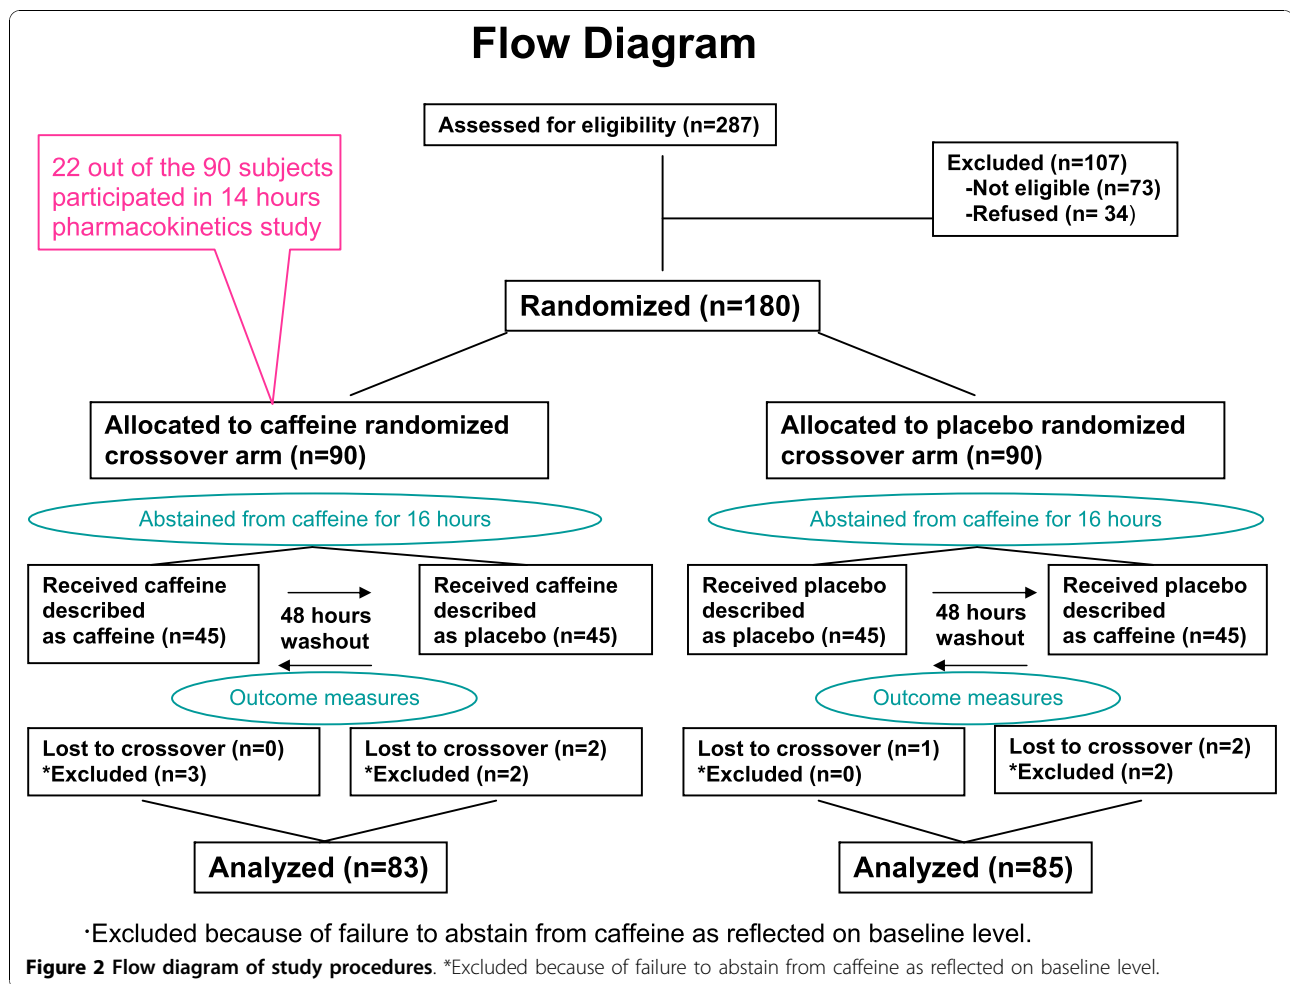 Flow Diagram
Assessed for eligibility (n=287)
22 out of the 90 subjects
participated in 14 hours
pharmacokinetics study
Excluded (n=107)
-Not eligible (n=73)
-Refused (n= 34)
Randomized (n=180)
Allocated to caffeine randomized
crossover arm (n=90)
Allocated to placebo randomized
crossover arm (n=90)
Abstained from caffeine for 16 hours
Abstained from caffeine for 16 hours
Received caffeine
described
as caffeine (n=45)
48 hours
washout
Received caffeine
described
as placebo (n=45)
Received placebo
described
as placebo (n=45)
48 hours
washout
Received placebo
described
as caffeine (n=45)
Outcome measures
Outcome measures
Lost to crossover (n=0)
*Excluded (n=3)
Lost to crossover (n=2)
*Excluded (n=2)
Lost to crossover (n=1)
*Excluded (n=0)
Lost to crossover (n=2)
*Excluded (n=2)
Analyzed (n=83)
Analyzed (n=85)
·Excluded because of failure to abstain from caffeine as reflected on baseline level.
Figure 2 Flow diagram of study procedures. *Excluded because of failure to abstain from caffeine as reflected on baseline level.